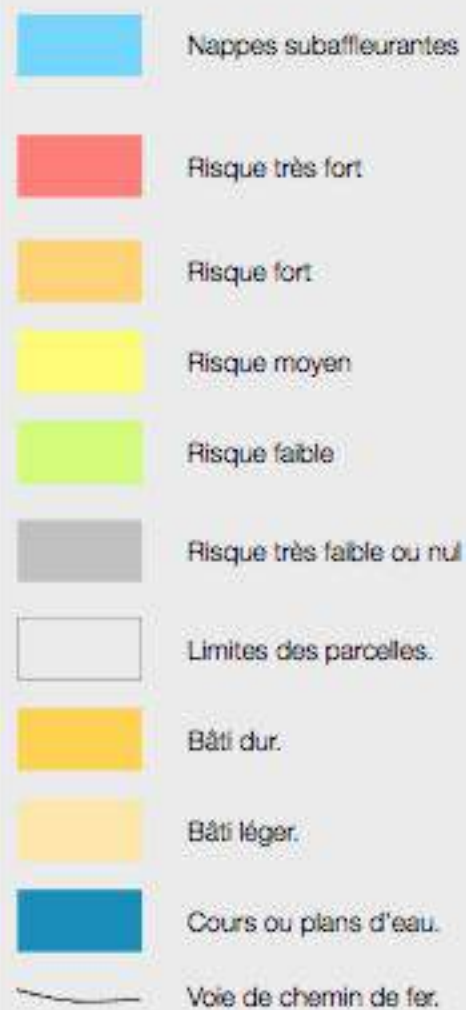 Nappes subaffleurantes
Risque très fort
Risque fort
Risque moyen
Risque faible
Risque très faible ou nul
Limites des parcelles.
Bâti dur.
Bâti léger.
Cours ou plans d'eau.
Voie de chemin de fer.